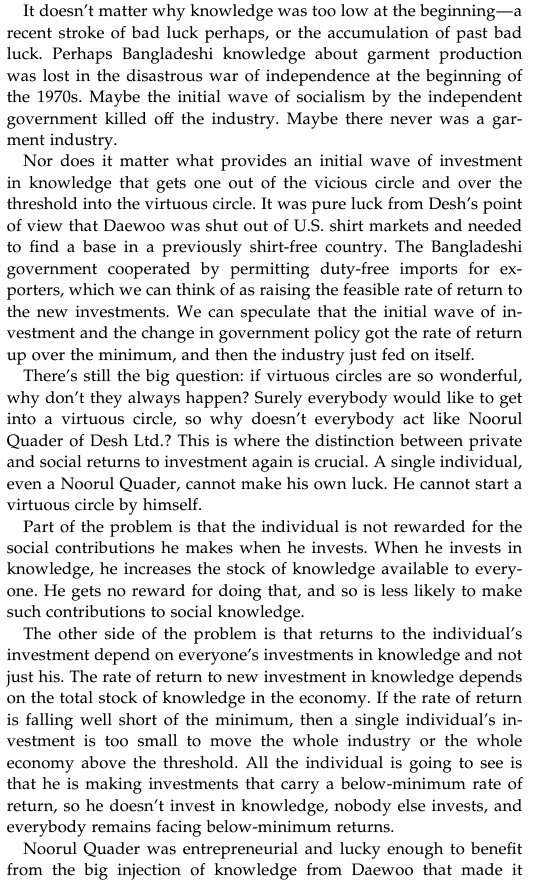 It doesn't matter why knowledge was too low at the beginning—a
recent stroke of bad luck perhaps, or the accumulation of past bad
luck. Perhaps Bangladeshi knowledge about garment production
was lost in the disastrous war of independence at the beginning of
the 1970s. Maybe the initial wave of socialism by the independent
government killed off the industry. Maybe there never was a gar-
ment industry.
Nor does it matter what provides an initial wave of investment
in knowledge that gets one out of the vicious circle and over the
threshold into the virtuous circle. It was pure luck from Desh's point
of view that Daewoo was shut out of U.S. shirt markets and needed
to find a base in a previously shirt-free country. The Bangladeshi
government cooperated by permitting duty-free imports for ex-
porters, which we can think of as raising the feasible rate of return to
the new investments. We can speculate that the initial wave of in-
vestment and the change in government policy got the rate of return
up over the minimum, and then the industry just fed on itself.
There's still the big question: if virtuous circles are so wonderful,
why don't they always happen? Surely everybody would like to get
into a virtuous circle, so why doesn't everybody act like Noorul
Quader of Desh Ltd.? This is where the distinction between private
and social returns to investment again is crucial. A single individual,
even a Noorul Quader, cannot make his own luck. He cannot start a
virtuous circle by himself.
Part of the problem is that the individual is not rewarded for the
social contributions he makes when he invests. When he invests in
knowledge, he increases the stock of knowledge available to every-
one. He gets no reward for doing that, and so is less likely to make
such contributions to social knowledge.
The other side of the problem is that returns to the individual's
investment depend on everyone's investments in knowledge and not
just his. The rate of return to new investment in knowledge depends
on the total stock of knowledge in the economy. If the rate of return
is falling well short of the minimum, then a single individual's in-
vestment is too small to move the whole industry or the whole
economy above the threshold. All the individual is going to see is
that he is making investments that carry a below-minimum rate of
return, so he doesn't invest in knowledge, nobody else invests, and
everybody remains facing below-minimum returns.
Noorul Quader was entrepreneurial and lucky enough to benefit
from the big injection of knowledge from Daewoo that made it